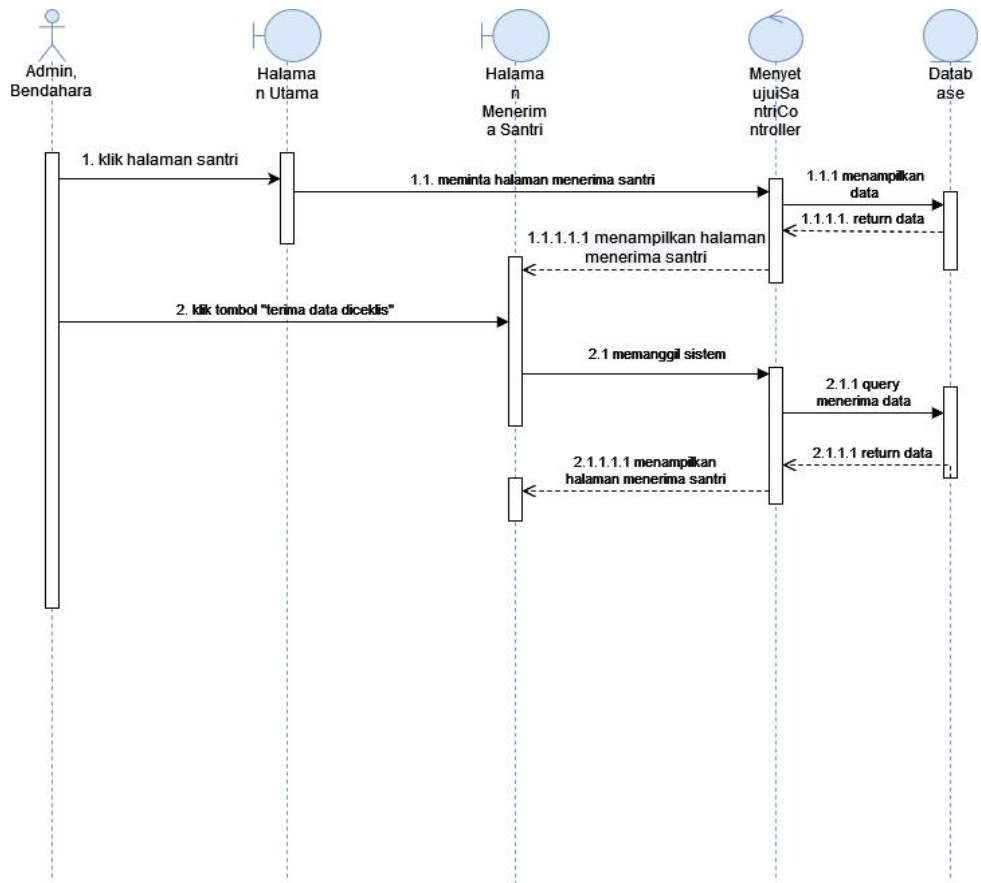 Admin,
Bendahara
Halama
n Utama
Halama
n
Menerim
a Santri
Menyet
ujuiSa
ntriCo
ntroller
Datab
ase
1. klik halaman santri
1.1. meminta halaman menerima santri
1.1.1 menampilkan
data
1.1.1.1. return data
1.1.1.1.1 menampilkan halaman
menerima santri
2. klik tombol "terima data diceklis"
2.1 memanggil sistem
2.1.1 query
menerima data
2.1.1.1 return data
2.1.1.1.1 menampilkan
halaman menerima santri